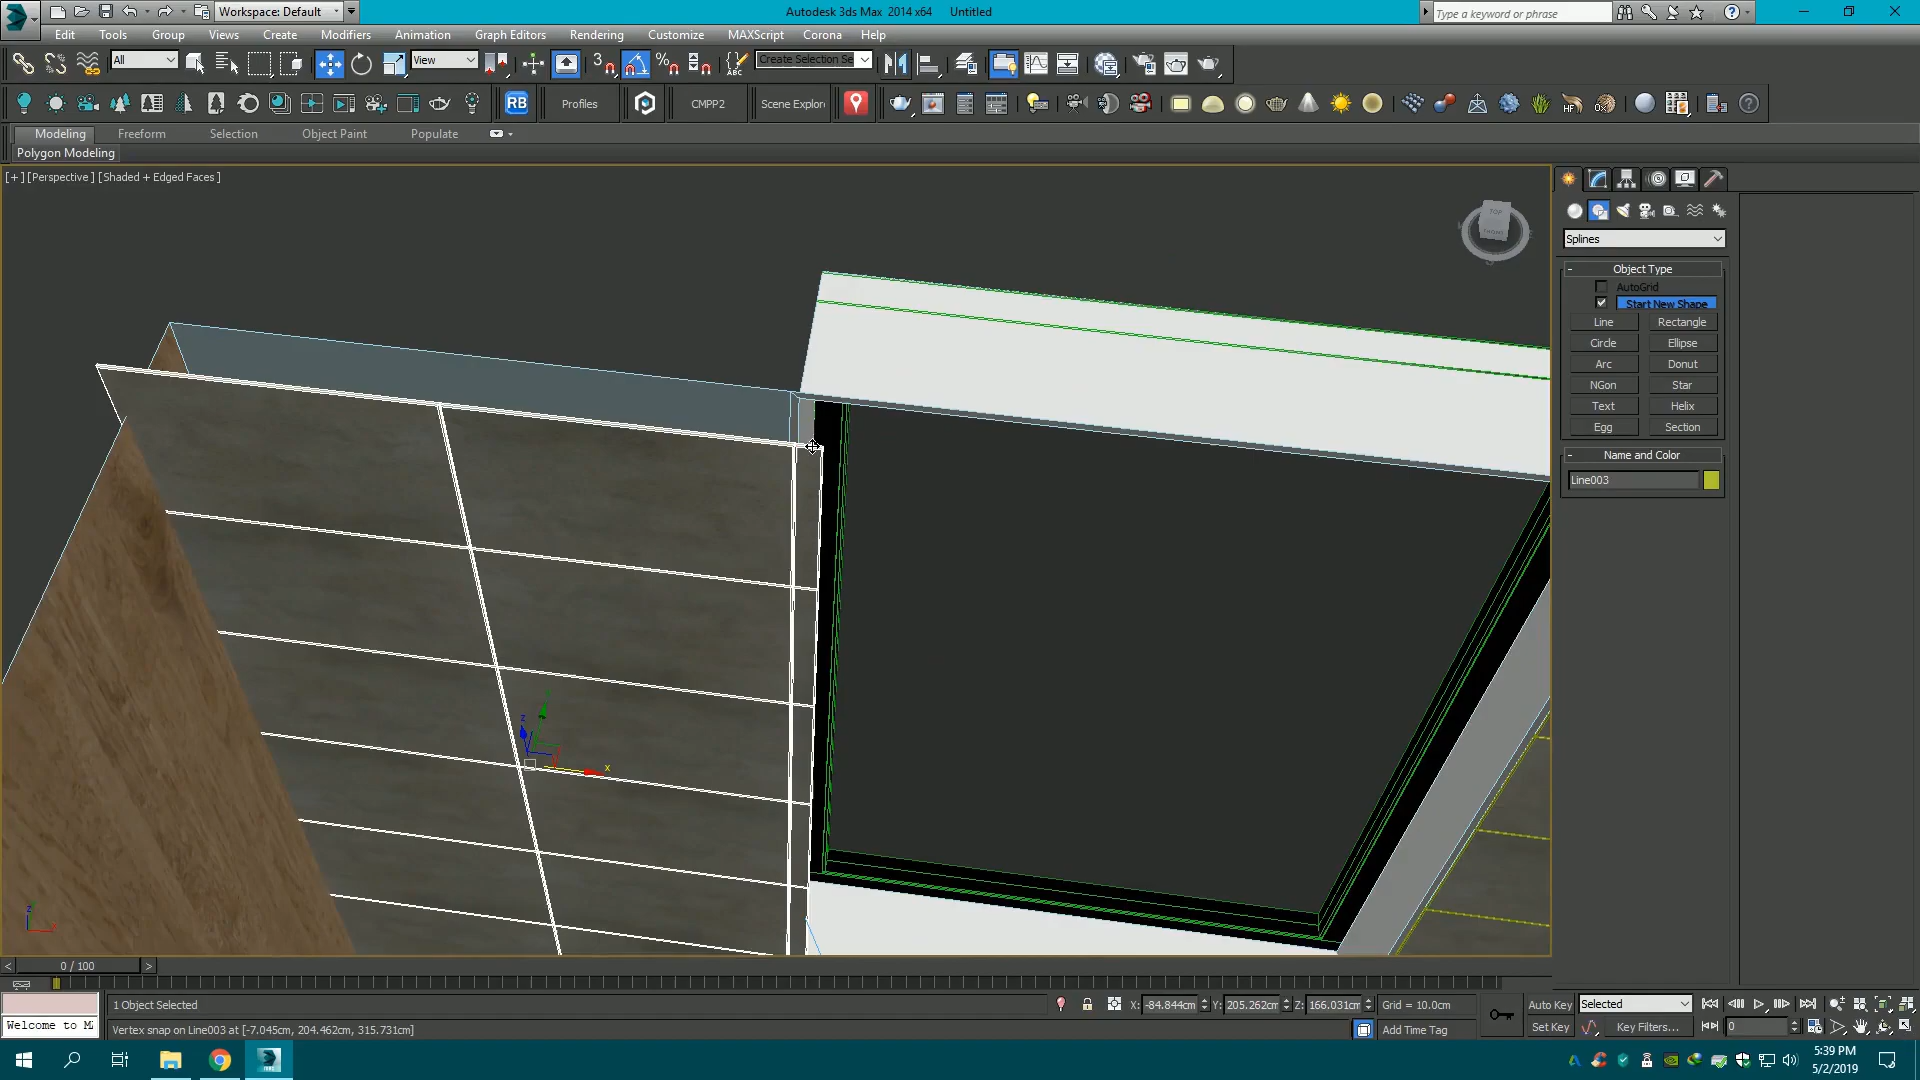 Workspace: Default
Autodesk 3ds Max 2014 x64 Untitled
Type a keyword or phrase
Edit Tools Group Views Create Modifiers Animation Graph Editors Rendering Customize MAXScript Corona Help
All
View
3
ABC
Create Selection Se
RB
Profiles
CMPP2
Scene Explor
HF
Modeling Freeform Selection Object Paint Populate
Polygon Modeling
[+] [Perspective] [Shaded + Edged Faces]
TOP
Splines
- Object Type
AutoGrid
Start New Shape
Line Rectangle
Circle Ellipse
Arc Donut
NGon Star
Text Helix
Egg Section
- Name and Color
Line003
z
x
z
< 0 / 100 >
1 Object Selected
X: -84.844cm Y: 205.262cm Z: 166.031cm Grid = 10.0cm
Auto Key Selected
Welcome to M
Vertex snap on Line003 at [-7.045cm, 204.462cm, 315.731cm]
Add Time Tag
Set Key Key Filters... 0
5:39 PM
5/2/2019